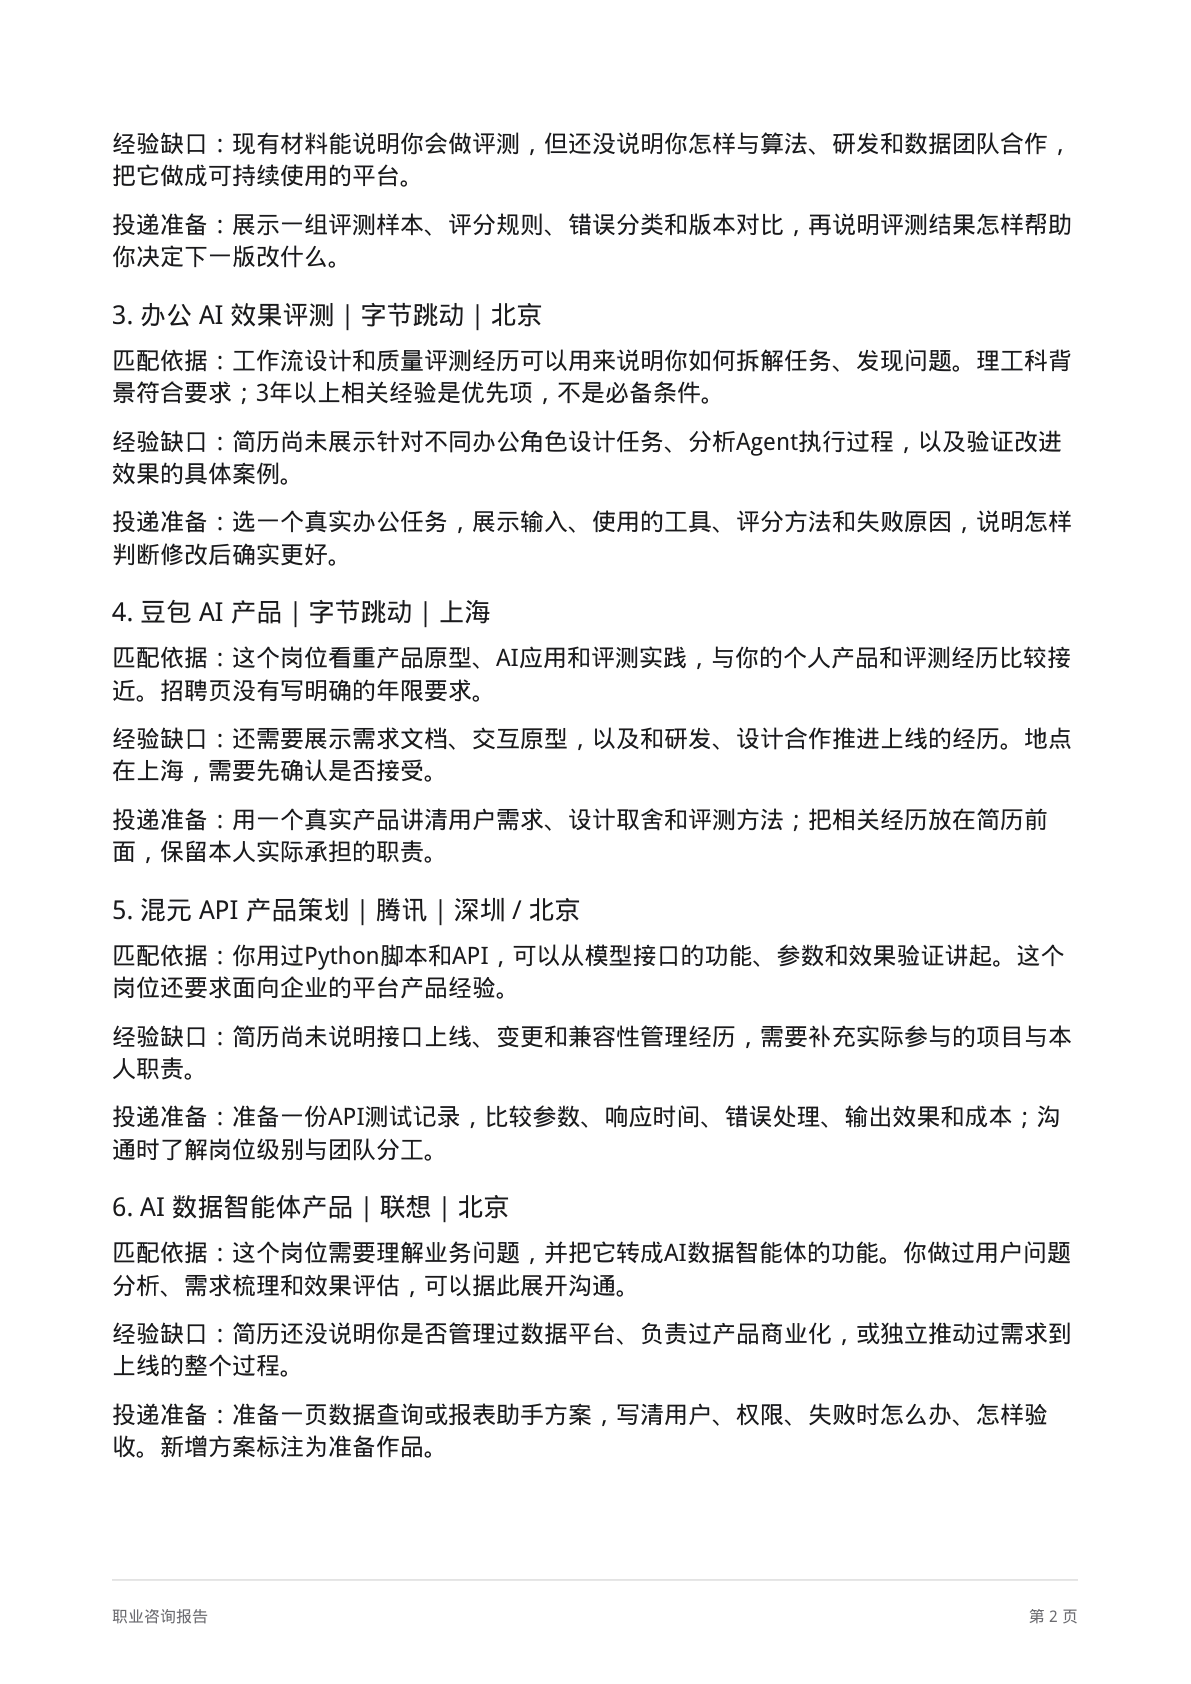 经验缺口：现有材料能说明你会做评测，但还没说明你怎样与算法、研发和数据团队合作，
把它做成可持续使用的平台。
投递准备：展示一组评测样本、评分规则、错误分类和版本对比，再说明评测结果怎样帮助
你决定下一版改什么。
3. 办公 AI 效果评测｜字节跳动｜北京
匹配依据：工作流设计和质量评测经历可以用来说明你如何拆解任务、发现问题。理工科背
景符合要求；3年以上相关经验是优先项，不是必备条件。
经验缺口：简历尚未展示针对不同办公角色设计任务、分析Agent执行过程，以及验证改进
效果的具体案例。
投递准备：选一个真实办公任务，展示输入、使用的工具、评分方法和失败原因，说明怎样
判断修改后确实更好。
4. 豆包 AI 产品｜字节跳动｜上海
匹配依据：这个岗位看重产品原型、AI应用和评测实践，与你的个人产品和评测经历比较接
近。招聘页没有写明确的年限要求。
经验缺口：还需要展示需求文档、交互原型，以及和研发、设计合作推进上线的经历。地点
在上海，需要先确认是否接受。
投递准备：用一个真实产品讲清用户需求、设计取舍和评测方法；把相关经历放在简历前
面，保留本人实际承担的职责。
5. 混元 API 产品策划｜腾讯｜深圳 / 北京
匹配依据：你用过Python脚本和API，可以从模型接口的功能、参数和效果验证讲起。这个
岗位还要求面向企业的平台产品经验。
经验缺口：简历尚未说明接口上线、变更和兼容性管理经历，需要补充实际参与的项目与本
人职责。
投递准备：准备一份API测试记录，比较参数、响应时间、错误处理、输出效果和成本；沟
通时了解岗位级别与团队分工。
6. AI 数据智能体产品｜联想｜北京
匹配依据：这个岗位需要理解业务问题，并把它转成AI数据智能体的功能。你做过用户问题
分析、需求梳理和效果评估，可以据此展开沟通。
经验缺口：简历还没说明你是否管理过数据平台、负责过产品商业化，或独立推动过需求到
上线的整个过程。
投递准备：准备一页数据查询或报表助手方案，写清用户、权限、失败时怎么办、怎样验
收。新增方案标注为准备作品。
职业咨询报告
第 2 页